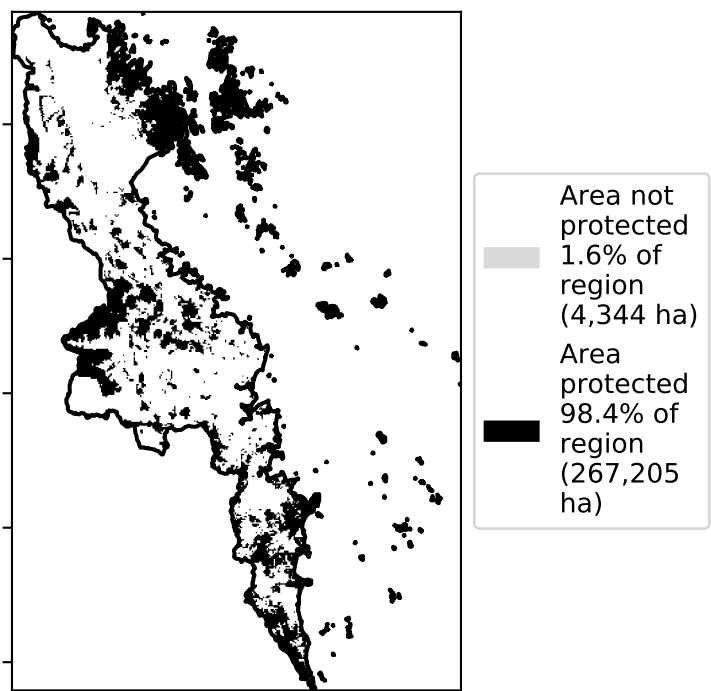 Area not
protected
1.6% of
region
(4,344 ha)
Area
protected
98.4% of
region
(267,205
ha)